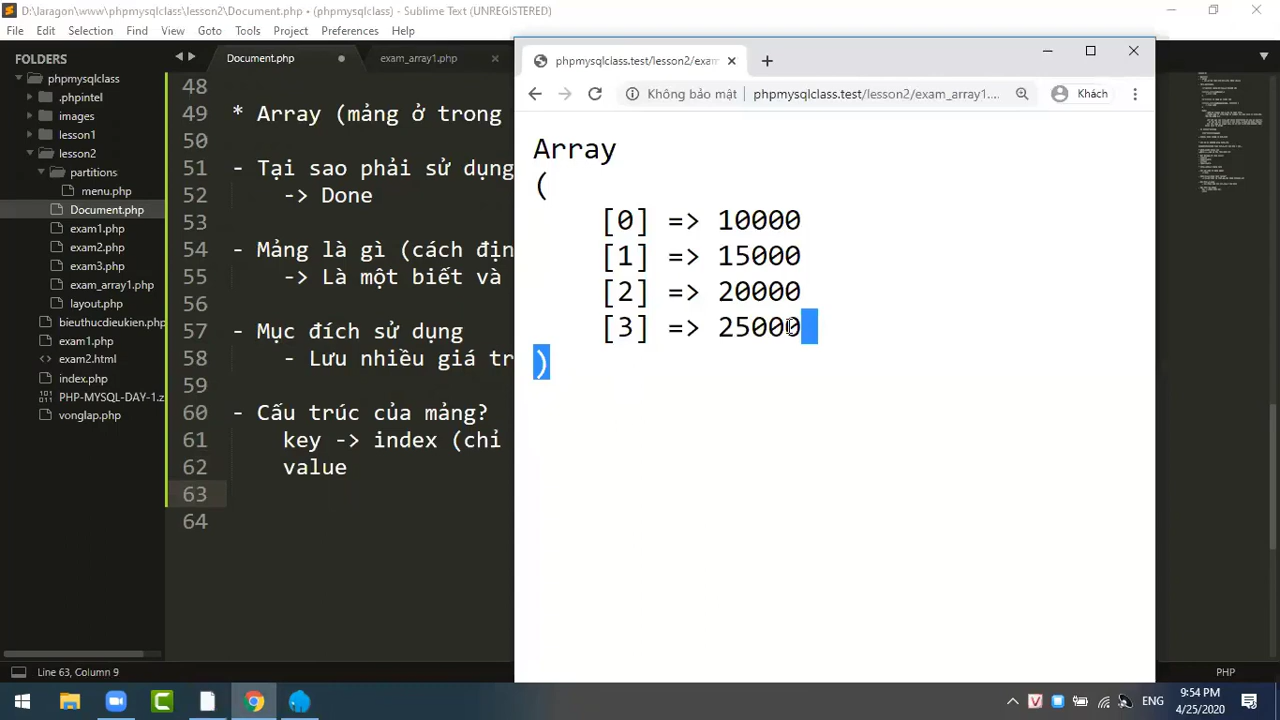 D:\laragon\www\phpmysqlclass\lesson2\Document.php • (phpmysqlclass) - Sublime Text (UNREGISTERED)
File Edit Selection Find View Goto Tools Project Preferences Help
FOLDERS
phpmysqlclass
.phpintel
images
lesson1
lesson2
partitions
menu.php
Document.php
exam1.php
exam2.php
exam3.php
exam_array1.php
layout.php
bieuthucdieukien.php
exam1.php
exam2.html
index.php
PHP-MYSQL-DAY-1.z
vonglap.php
Document.php
exam_array1.php
48
49 * Array (mảng ở trong
50
51 - Tại sao phải sử dụng
52 -> Done
53
54 - Mảng là gì (cách địn
55 -> Là một biết và
56
57 - Mục đích sử dụng
58 - Lưu nhiều giá tr
59
60 - Cấu trúc của mảng?
61 key -> index (chỉ
62 value
63
64
phpmysqlclass.test/lesson2/exam
Không bảo mật phpmysqlclass.test/lesson2/exam_array1.... Khách
Array
(
[0] => 10000
[1] => 15000
[2] => 20000
[3] => 25000
)
Line 63, Column 9
PHP
ENG
9:54 PM
4/25/2020